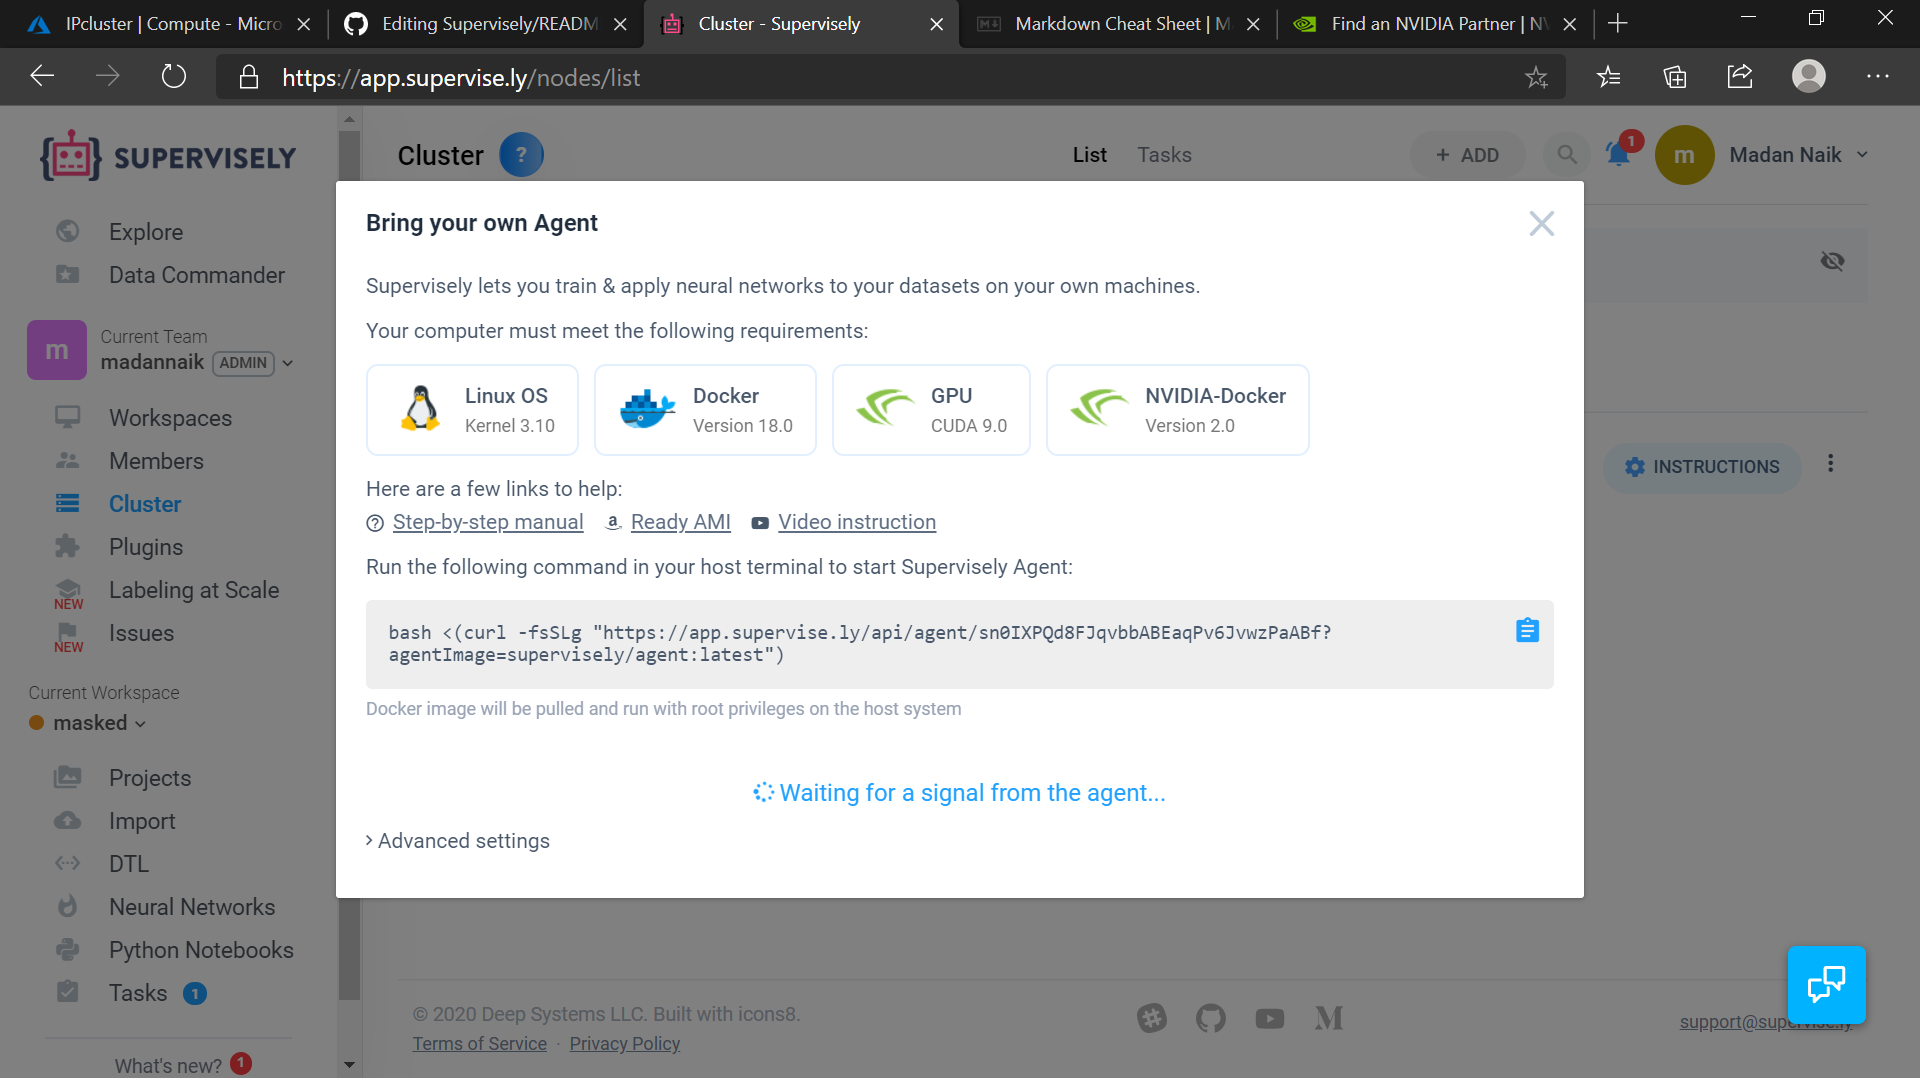 IPcluster | Compute - Micro
Editing Supervisely/READM
Cluster - Supervisely
Markdown Cheat Sheet | M
Find an NVIDIA Partner | NV
https://app.supervise.ly/nodes/list
SUPERVISELY
Explore
Data Commander
m
Current Team
madannaik ADMIN
Workspaces
Members
Cluster
Plugins
Labeling at Scale
NEW
Issues
NEW
Current Workspace
masked
Projects
Import
DTL
Neural Networks
Python Notebooks
Tasks 1
What's new? 1
Cluster ?
List Tasks
+ ADD
1
m Madan Naik
Bring your own Agent
Supervisely lets you train & apply neural networks to your datasets on your own machines.
Your computer must meet the following requirements:
Linux OS
Kernel 3.10
Docker
Version 18.0
GPU
CUDA 9.0
NVIDIA-Docker
Version 2.0
Here are a few links to help:
Step-by-step manual a Ready AMI Video instruction
Run the following command in your host terminal to start Supervisely Agent:
bash <(curl -fsSLg "https://app.supervise.ly/api/agent/sn0IXPQd8FJqvbbABEaqPv6JvwzPaABf?
agentImage=supervisely/agent:latest")
Docker image will be pulled and run with root privileges on the host system
Waiting for a signal from the agent...
> Advanced settings
INSTRUCTIONS
© 2020 Deep Systems LLC. Built with icons8.
Terms of Service · Privacy Policy
M
support@supervise.ly